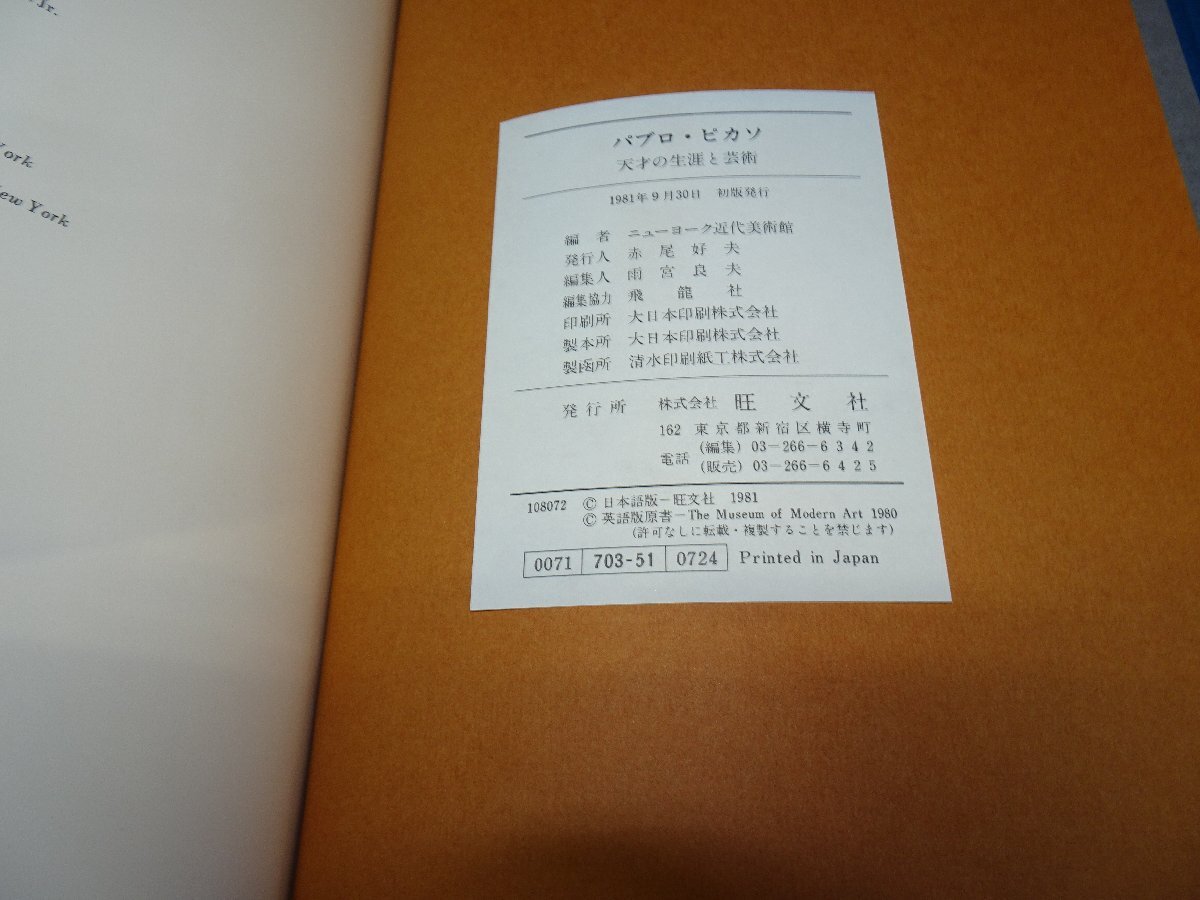 Jr.
York
New York
パブロ・ピカソ
天才の生涯と芸術
1981年9月30日 初版発行
編者 ニューヨーク近代美術館
発行人 赤尾好夫
編集人 雨宮良夫
編集協力 飛龍社
印刷所 大日本印刷株式会社
製本所 大日本印刷株式会社
製函所 清水印刷紙工株式会社
発行所 株式会社 旺文社
162 東京都新宿区横寺町
電話 (編集) 03-266-6342
(販売) 03-266-6425
108072 © 日本語版-旺文社 1981
© 英語版原書-The Museum of Modern Art 1980
(許可なしに転載・複製することを禁じます)
0071 703-51 0724 Printed in Japan